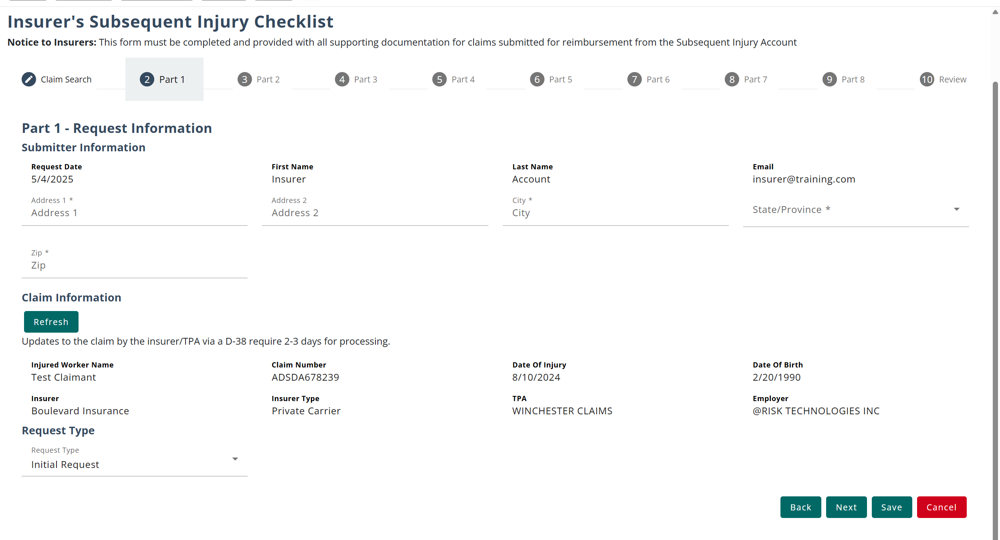 Insurer's Subsequent Injury Checklist
Notice to Insurers: This form must be completed and provided with all supporting documentation for claims submitted for reimbursement from the Subsequent Injury Account
Claim Search 2 Part 1 3 Part 2 4 Part 3 5 Part 4 6 Part 5 7 Part 6 8 Part 7 9 Part 8 10 Review
Part 1 - Request Information
Submitter Information
Request Date First Name Last Name Email
5/4/2025 Insurer Account insurer@training.com
Address 1 * Address 2 City *
Address 1 Address 2 City State/Province *
Zip *
Zip
Claim Information
Refresh
Updates to the claim by the insurer/TPA via a D-38 require 2-3 days for processing.
Injured Worker Name Claim Number Date Of Injury Date Of Birth
Test Claimant ADSDA678239 8/10/2024 2/20/1990
Insurer Insurer Type TPA Employer
Boulevard Insurance Private Carrier WINCHESTER CLAIMS @RISK TECHNOLOGIES INC
Request Type
Request Type
Initial Request
Back Next Save Cancel